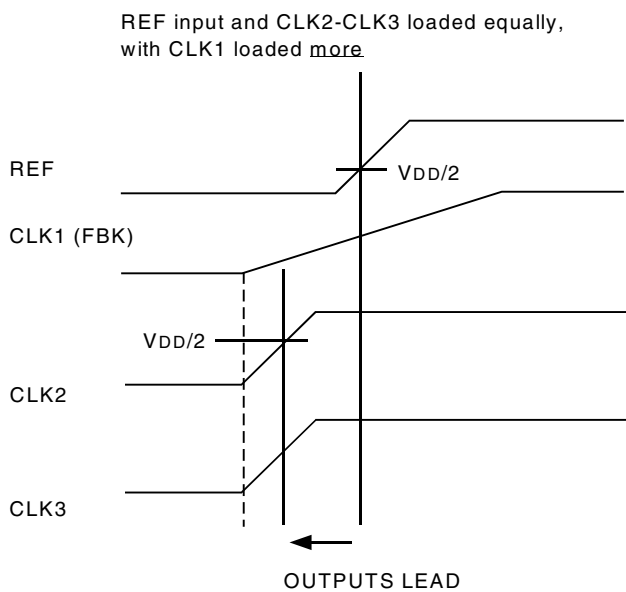 REF input and CLK2-CLK3 loaded equally,
with CLK1 loaded more
REF
VDD/2
CLK1 (FBK)
VDD/2
CLK2
CLK3
OUTPUTS LEAD